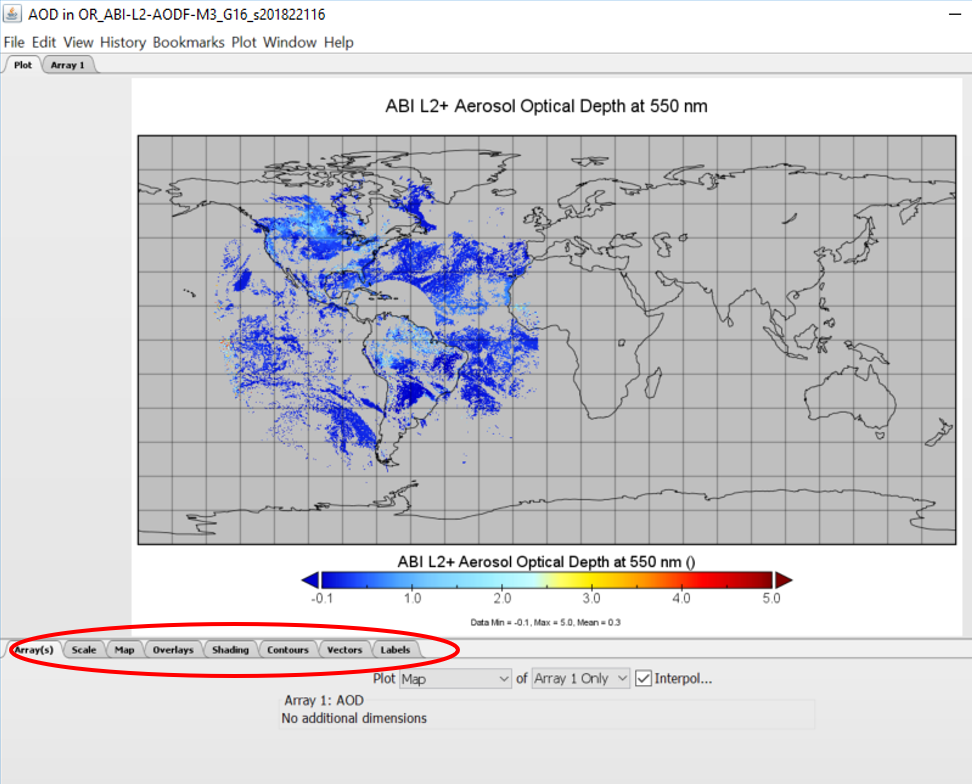 AOD in OR_ABI-L2-AODF-M3_G16_s201822116
File Edit View History Bookmarks Plot Window Help
Plot Array 1
ABI L2+ Aerosol Optical Depth at 550 nm
ABI L2+ Aerosol Optical Depth at 550 nm ()
-0.1 1.0 2.0 3.0 4.0 5.0
Data Min = -0.1, Max = 5.0, Mean = 0.3
Array(s) Scale Map Overlays Shading Contours Vectors Labels
Plot Map of Array 1 Only Interpol...
Array 1: AOD
No additional dimensions